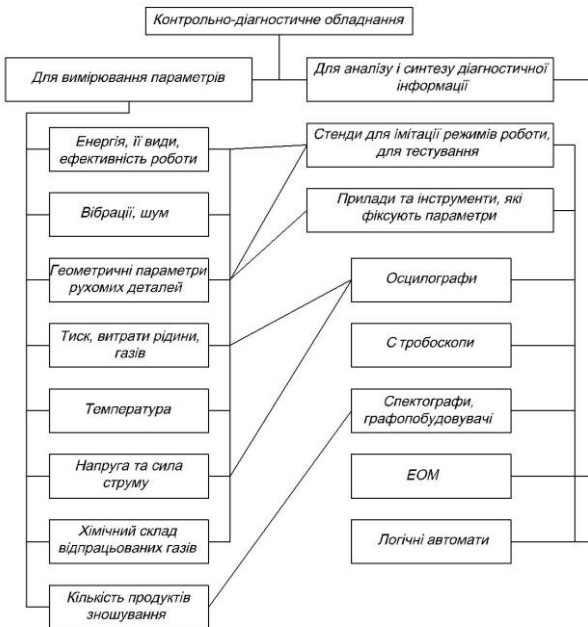 Контрольно-діагностичне обладнання
Для вимірювання параметрів
Для аналізу і синтезу діагностичної
інформації
Енергія, її види,
ефективність роботи
Вібрації, шум
Геометричні параметри
рухомих деталей
Тиск, витрати рідини,
газів
Температура
Напруга та сила
струму
Хімічний склад
відпрацьованих газів
Кількість продуктів
зношування
Стенди для імітації режимів роботи,
для тестування
Прилади та інструменти, які
фіксують параметри
Осцилографи
С тробоскопи
Спектографи,
графопобудовувачі
ЕОМ
Логічні автомати